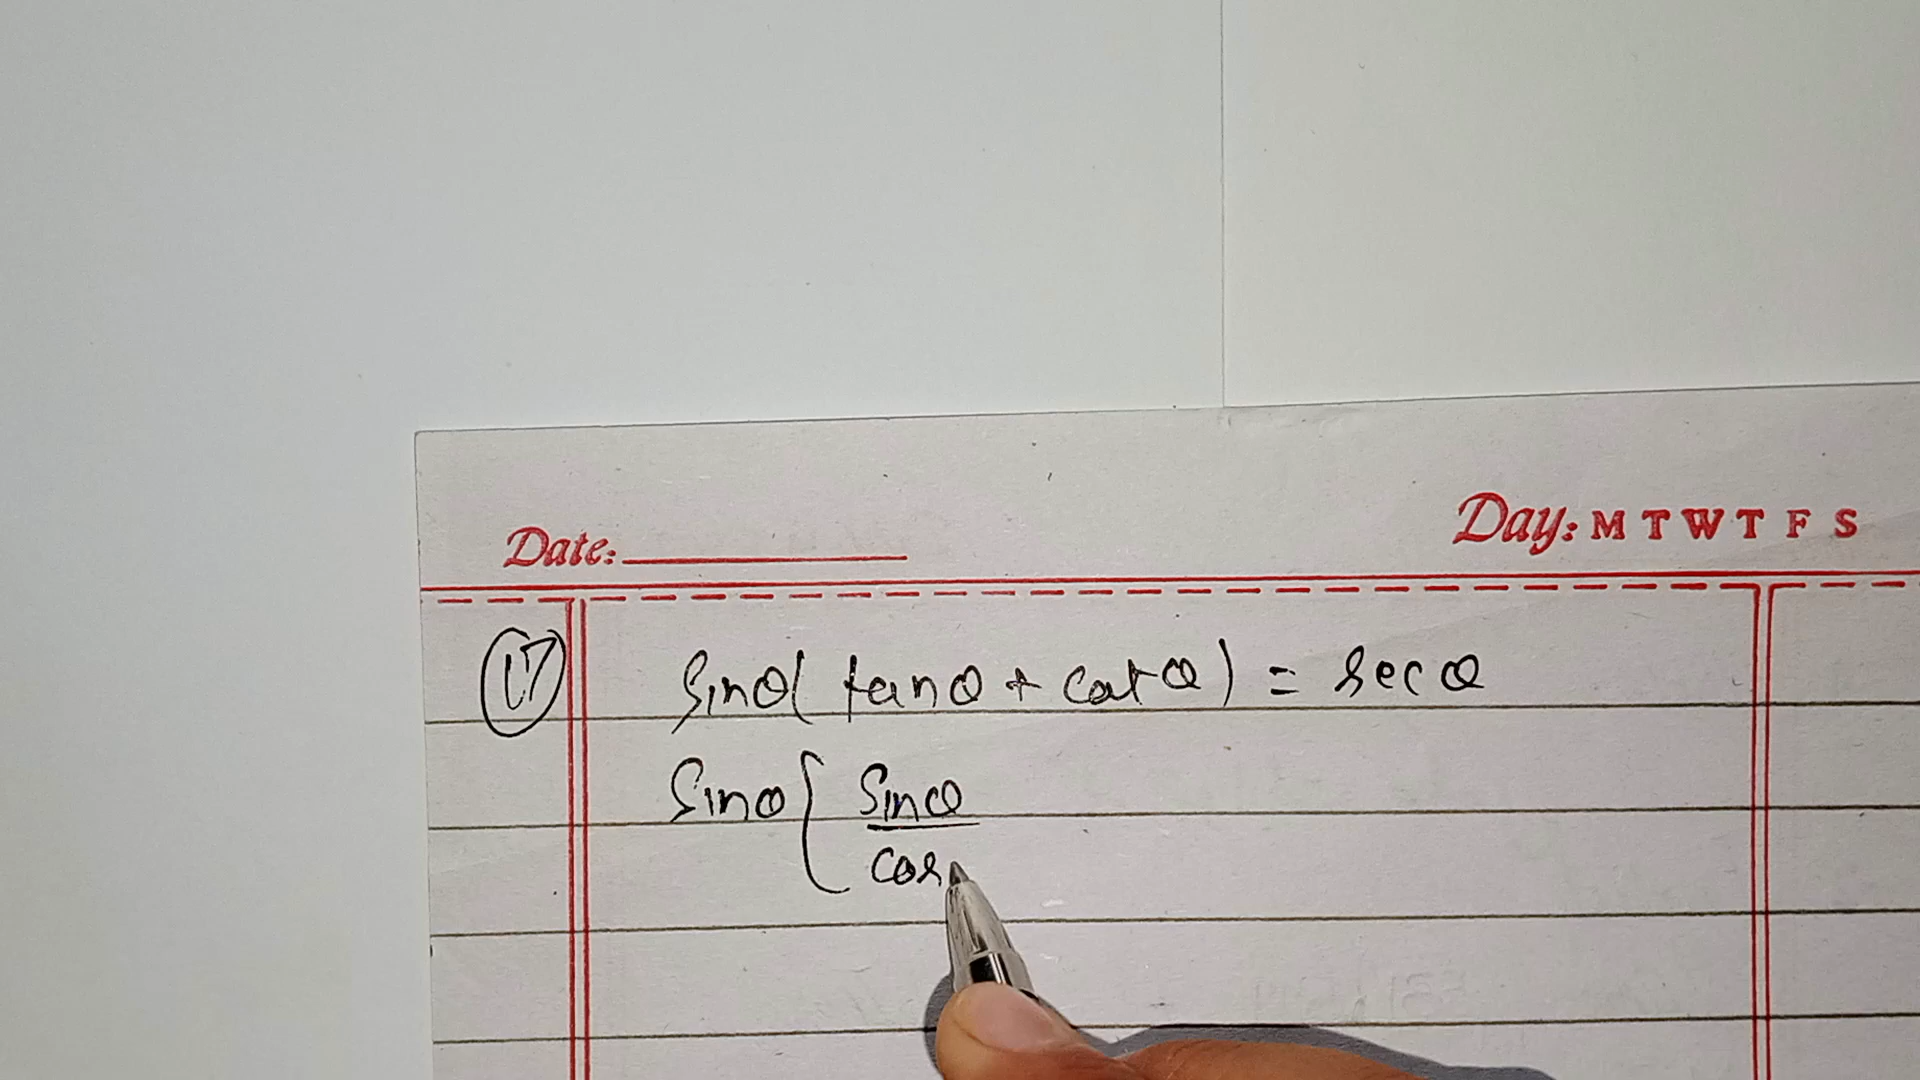 Date:
Day: M T W T F S
17 sinθ( tanθ + cotθ ) = secθ
sinθ [ sinθ
cos